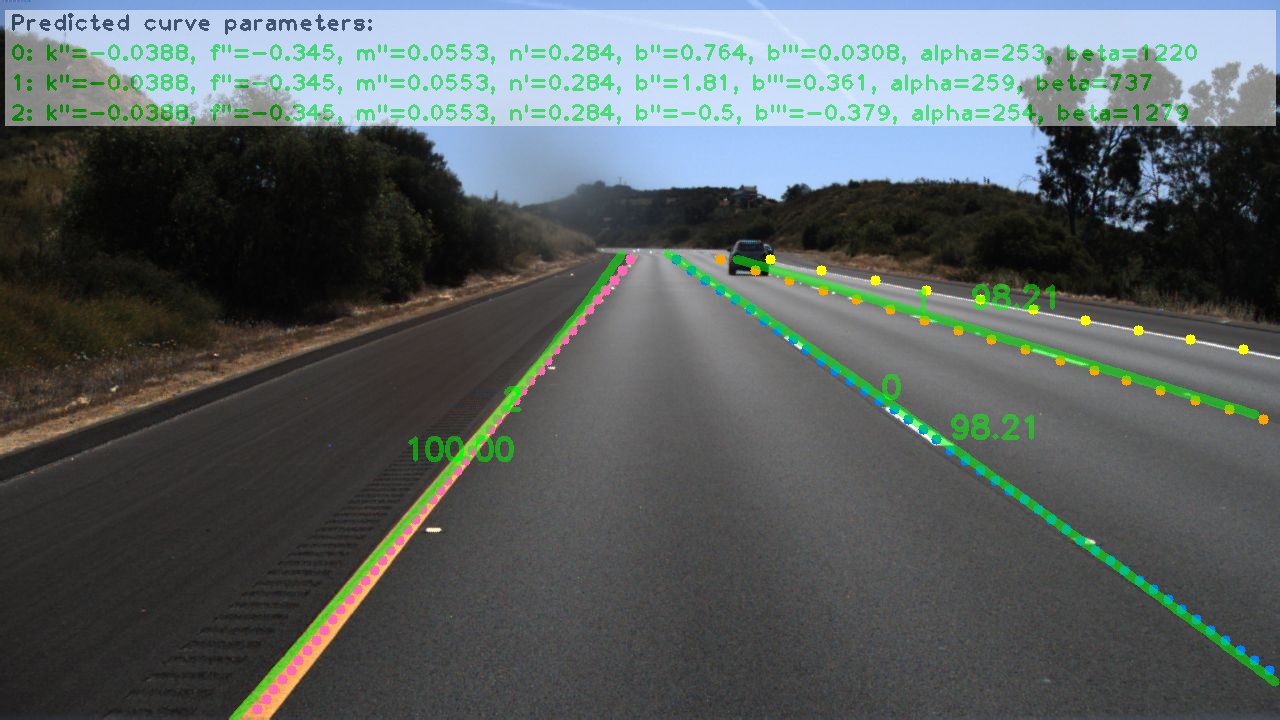 Predicted curve parameters:
0: k''=-0.0388, f''=-0.345, m''=0.0553, n'=0.284, b''=0.764, b'''=0.0308, alpha=253, beta=1220
1: k''=-0.0388, f''=-0.345, m''=0.0553, n'=0.284, b''=1.81, b'''=0.361, alpha=259, beta=737
2: k''=-0.0388, f''=-0.345, m''=0.0553, n'=0.284, b''=-0.5, b'''=-0.379, alpha=254, beta=1279
1 98.21
0
2
98.21
100.00